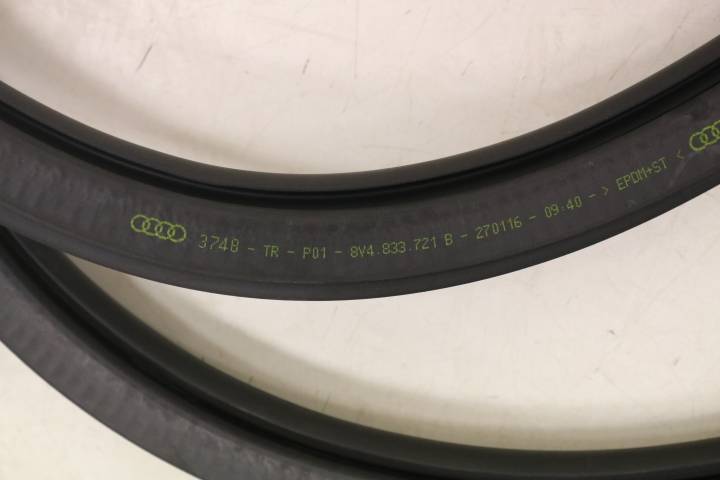 3748 - TR - P01 - 8V4.833.721 B - 270116 - 09:40 - > EPDM+ST <